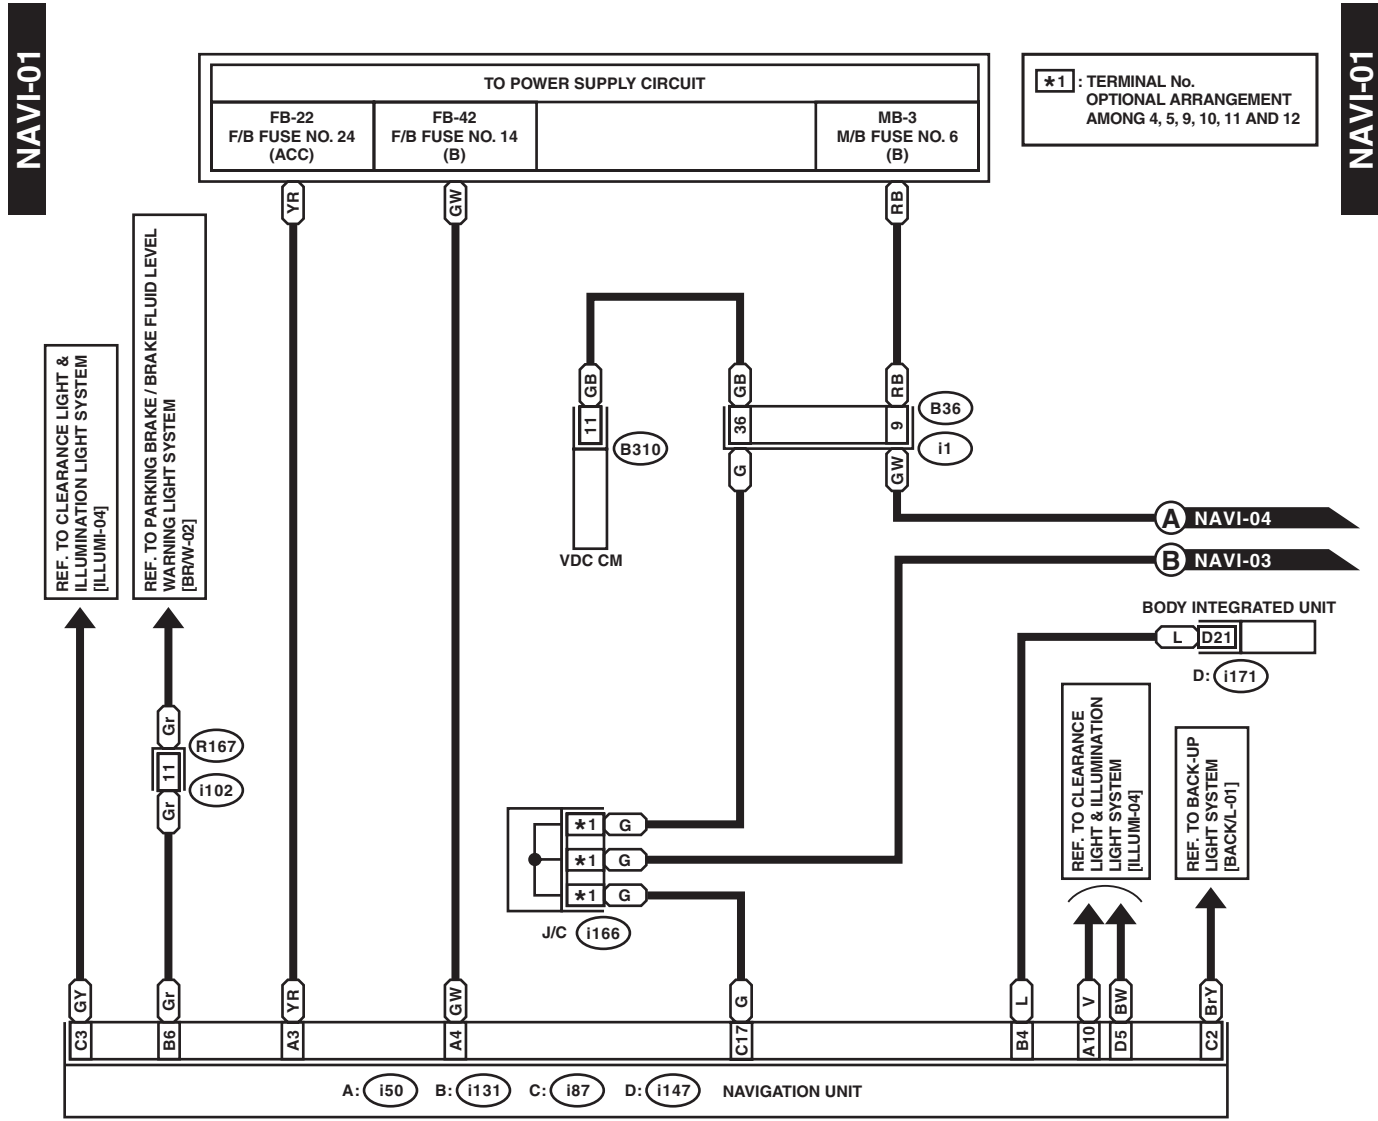 NAVI-01
NAVI-01
TO POWER SUPPLY CIRCUIT
FB-22
F/B FUSE NO. 24
(ACC)
FB-42
F/B FUSE NO. 14
(B)
MB-3
M/B FUSE NO. 6
(B)
*1 : TERMINAL No.
OPTIONAL ARRANGEMENT
AMONG 4, 5, 9, 10, 11 AND 12
YR
GW
RB
REF. TO CLEARANCE LIGHT &
ILLUMINATION LIGHT SYSTEM
[ILLUMI-04]
REF. TO PARKING BRAKE / BRAKE FLUID LEVEL
WARNING LIGHT SYSTEM
[BR/W-02]
GB
GB
RB
11
36
9
B36
B310
i1
G
GW
VDC CM
A NAVI-04
B NAVI-03
BODY INTEGRATED UNIT
L D21
D: i171
Gr
11
Gr
R167
i102
REF. TO CLEARANCE
LIGHT & ILLUMINATION
LIGHT SYSTEM
[ILLUMI-04]
REF. TO BACK-UP
LIGHT SYSTEM
[BACK/L-01]
*1 G
*1 G
*1 G
J/C i166
GY
Gr
YR
GW
G
L
V
BW
BrY
C3
B6
A3
A4
C17
B4
A10
D5
C2
A: i50 B: i131 C: i87 D: i147 NAVIGATION UNIT